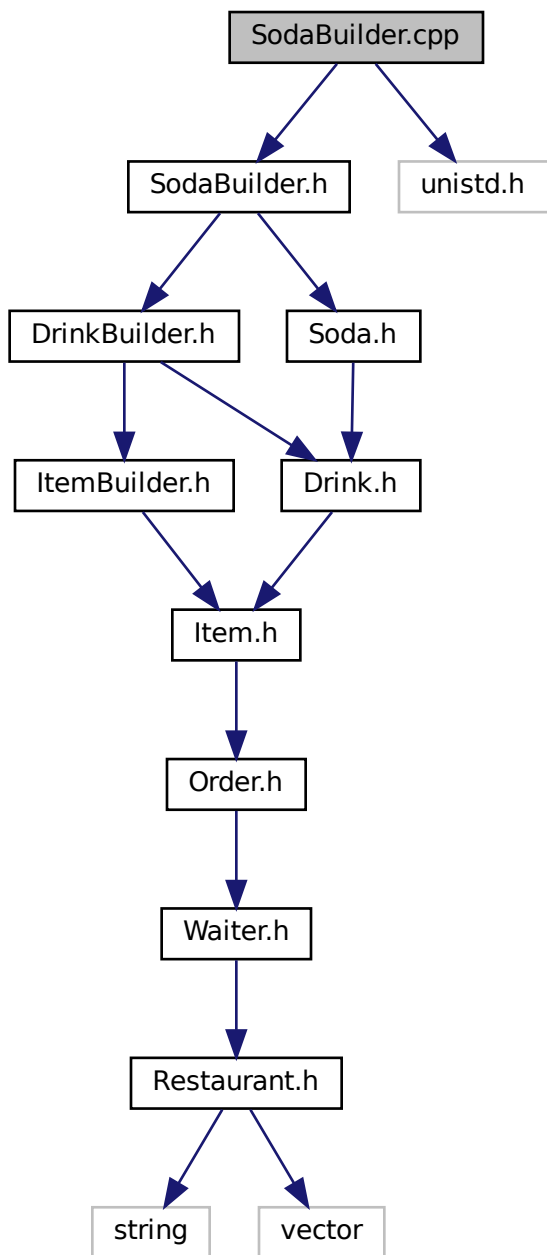 SodaBuilder.cpp
SodaBuilder.h
unistd.h
DrinkBuilder.h
Soda.h
ItemBuilder.h
Drink.h
Item.h
Order.h
Waiter.h
Restaurant.h
string
vector